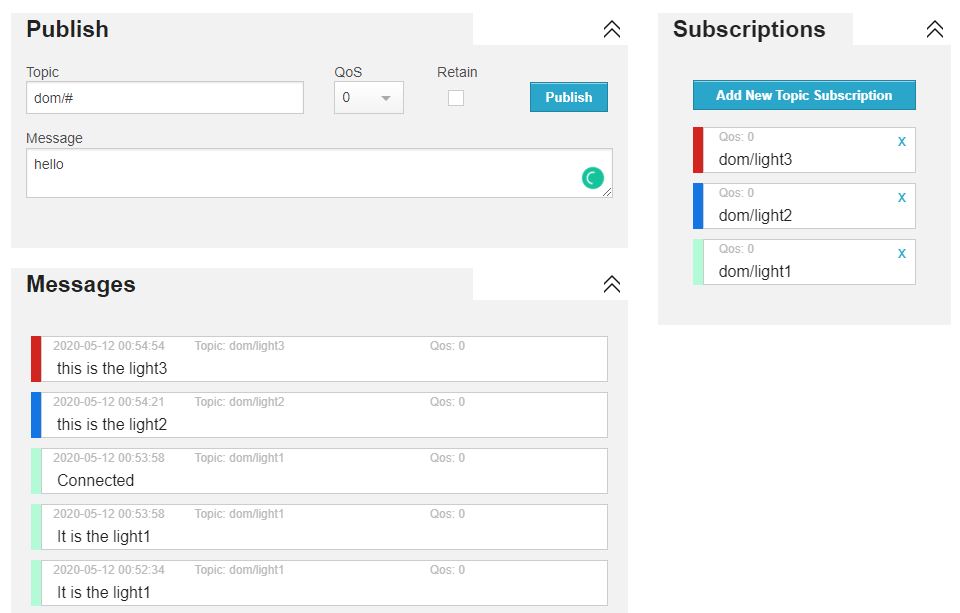 Publish
Topic
QoS
Retain
dom/#
0
Publish
Message
hello
Subscriptions
Add New Topic Subscription
Qos: 0
x
dom/light3
Qos: 0
x
dom/light2
Qos: 0
x
dom/light1
Messages
2020-05-12 00:54:54 Topic: dom/light3 Qos: 0
this is the light3
2020-05-12 00:54:21 Topic: dom/light2 Qos: 0
this is the light2
2020-05-12 00:53:58 Topic: dom/light1 Qos: 0
Connected
2020-05-12 00:53:58 Topic: dom/light1 Qos: 0
It is the light1
2020-05-12 00:52:34 Topic: dom/light1 Qos: 0
It is the light1